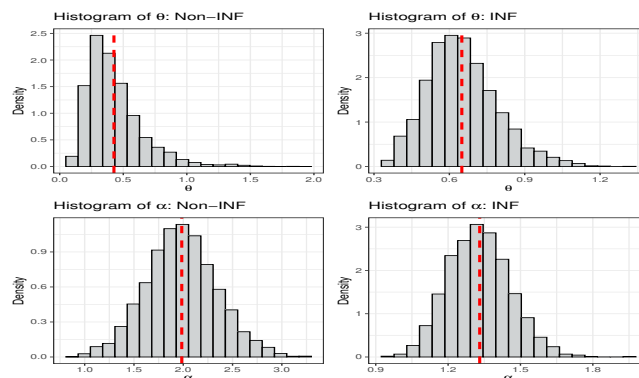 Histogram of θ: Non−INF
2.5
2.0
1.5
1.0
0.5
0.0
Density
0.0 0.5 1.0 1.5 2.0
θ
Histogram of θ: INF
3
2
1
0
Density
0.3 0.6 0.9 1.2
θ
Histogram of α: Non−INF
0.9
0.6
0.3
0.0
Density
1.0 1.5 2.0 2.5 3.0
α
Histogram of α: INF
3
2
1
0
Density
0.9 1.2 1.5 1.8
α